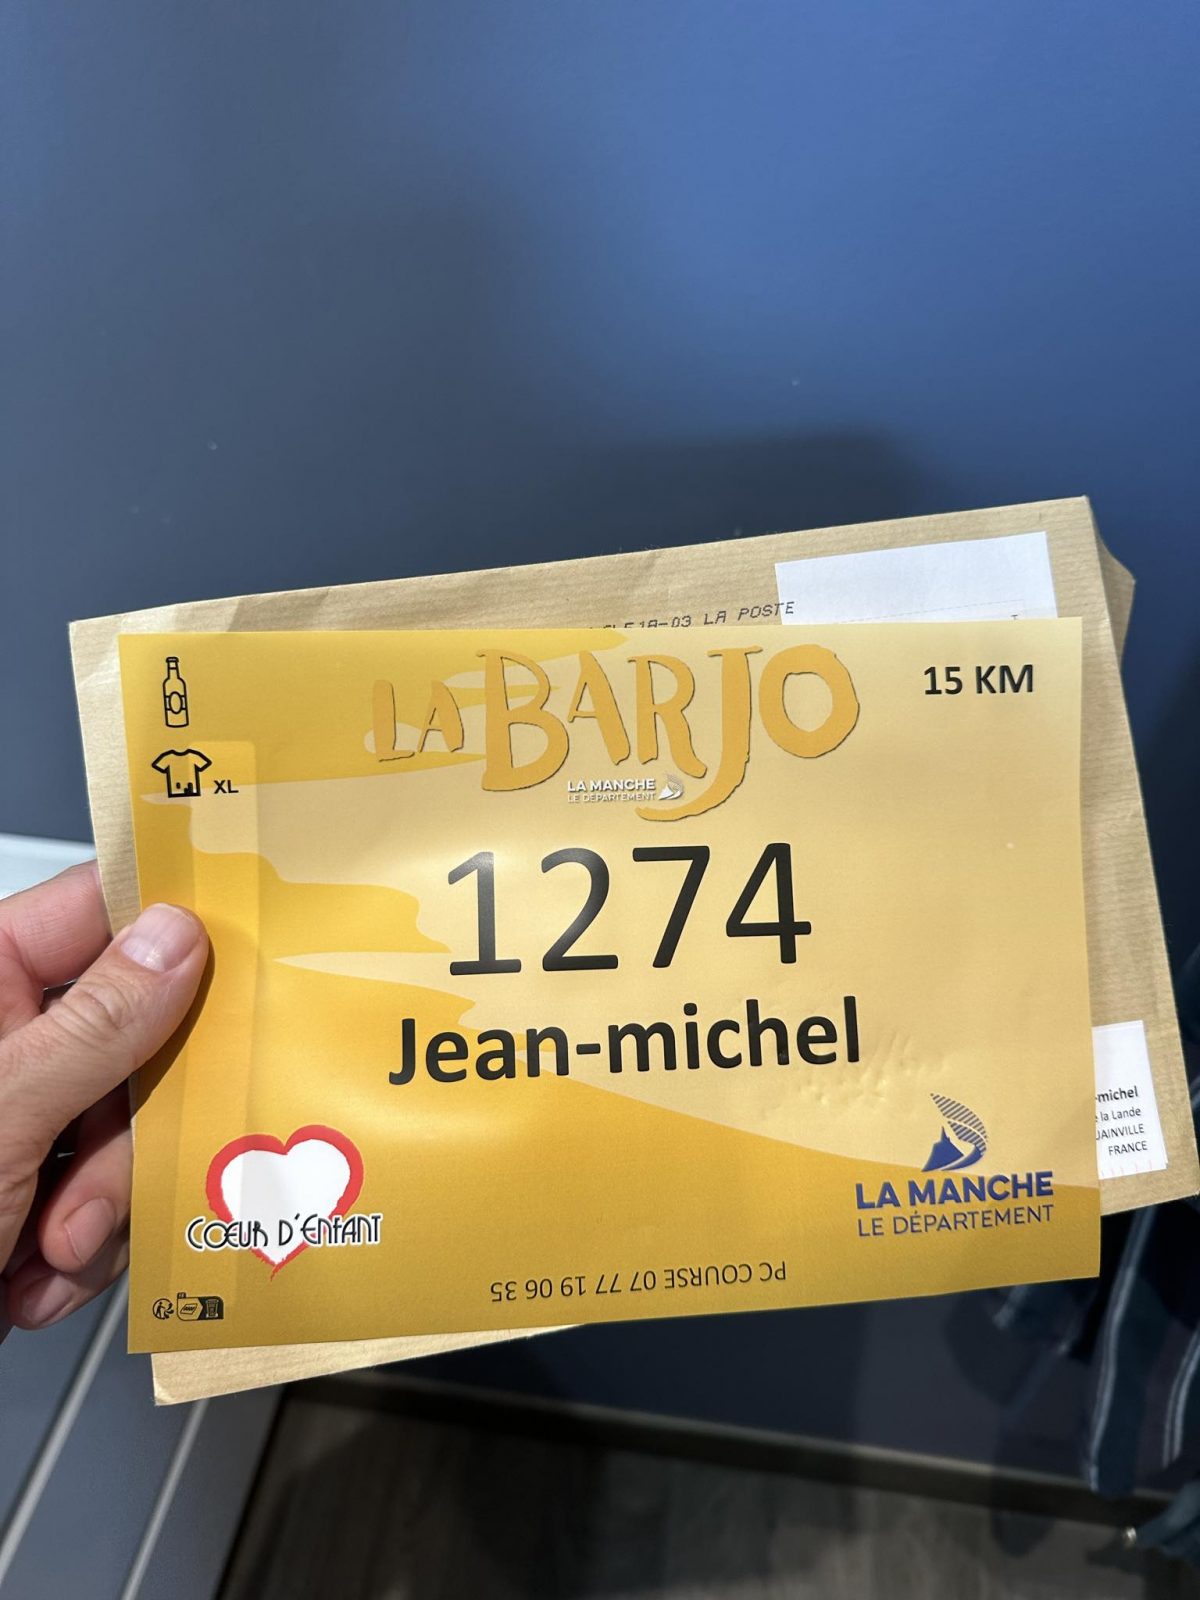 LA POSTE
LA BARJO
LA MANCHE
LE DÉPARTEMENT
15 KM
XL
1274
Jean-michel
-michel
la Lande
FRANCE
CŒUR D'ENFANT
LA MANCHE
LE DÉPARTEMENT
PC COURSE 07 77 19 06 35